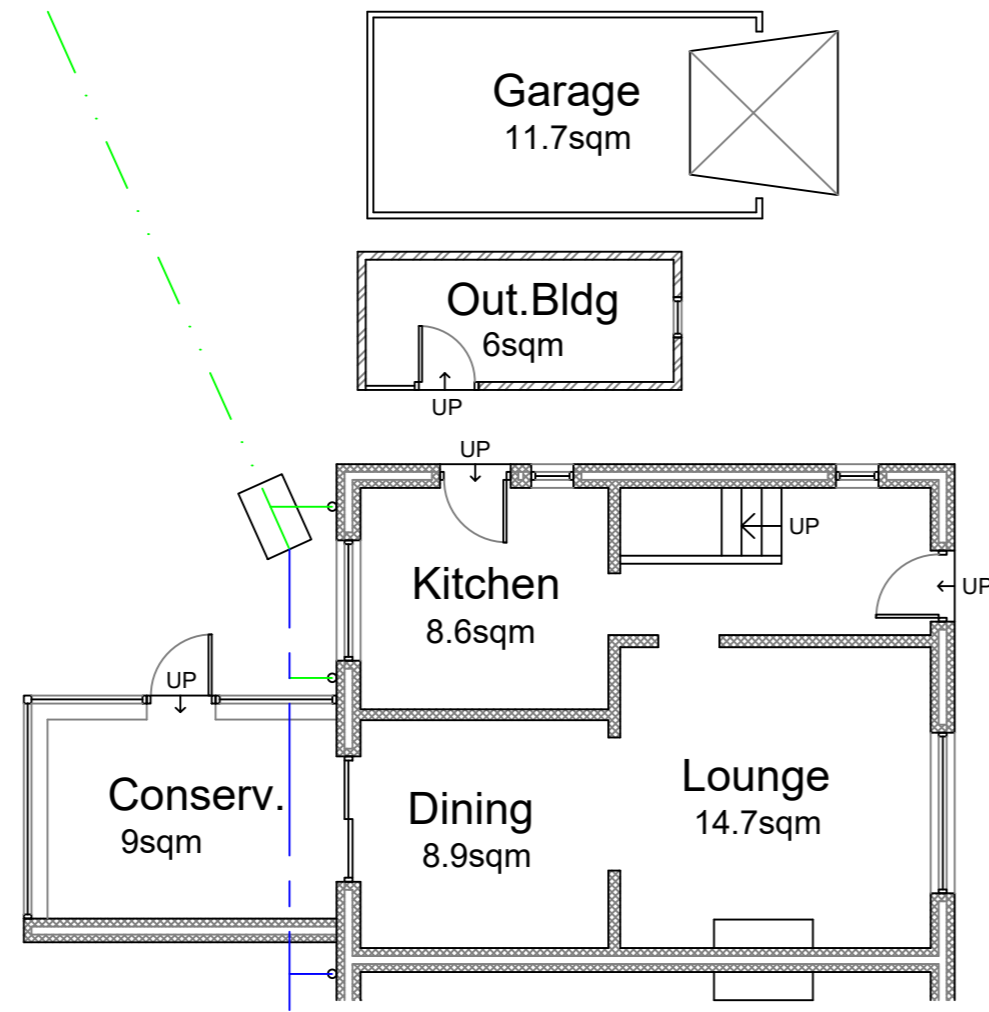 Garage
11.7sqm
Out.Bldg
6sqm
UP
UP
UP
UP
Kitchen
8.6sqm
UP
Conserv.
9sqm
Dining
8.9sqm
Lounge
14.7sqm